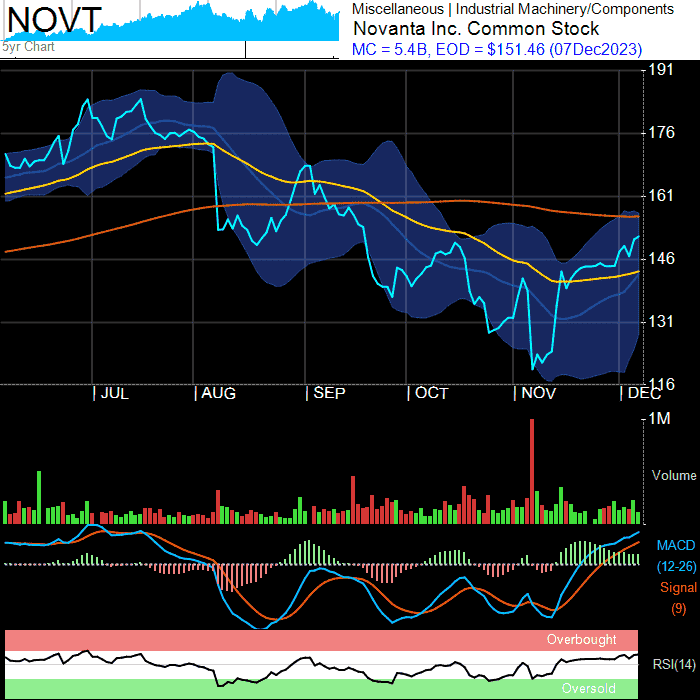 NOVT
5yr Chart
Miscellaneous | Industrial Machinery/Components
Novanta Inc. Common Stock
MC = 5.4B, EOD = $151.46 (07Dec2023)
191
176
161
146
131
116
JUL
AUG
SEP
OCT
NOV
DEC
1M
Volume
MACD
(12-26)
Signal
(9)
Overbought
RSI(14)
Oversold